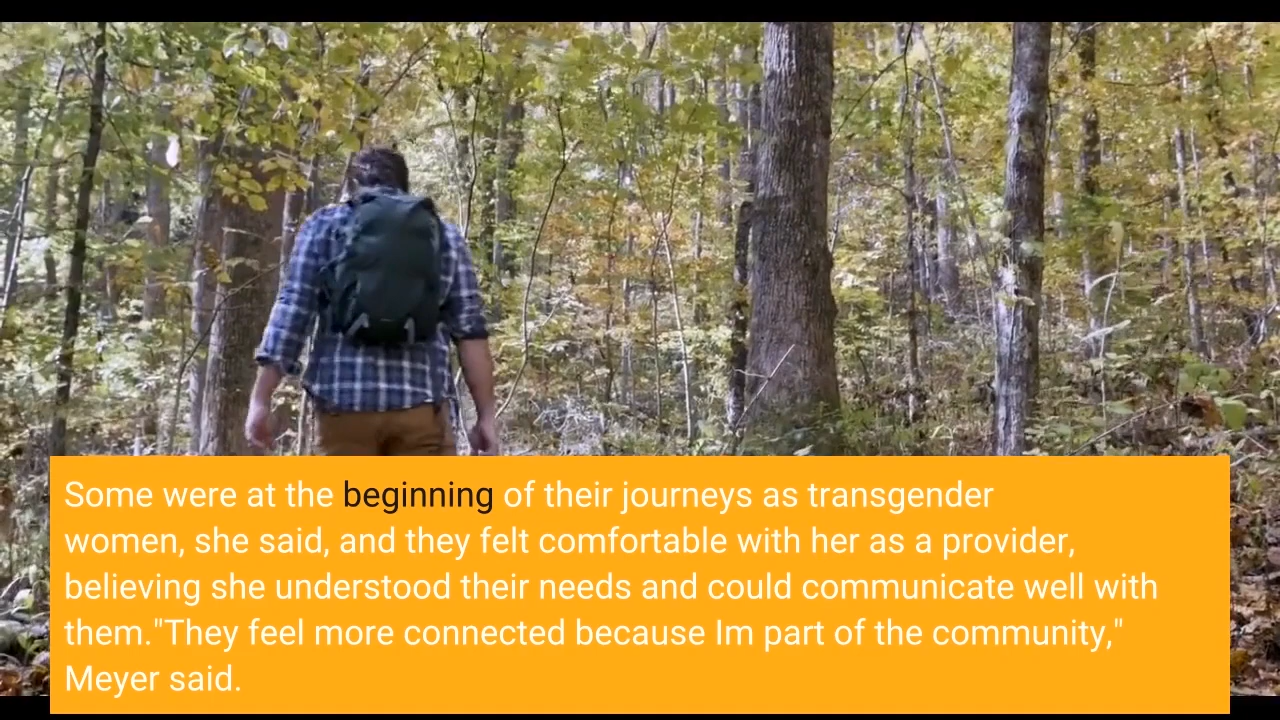 Some were at the beginning of their journeys as transgender
women, she said, and they felt comfortable with her as a provider,
believing she understood their needs and could communicate well with
them."They feel more connected because Im part of the community,"
Meyer said.